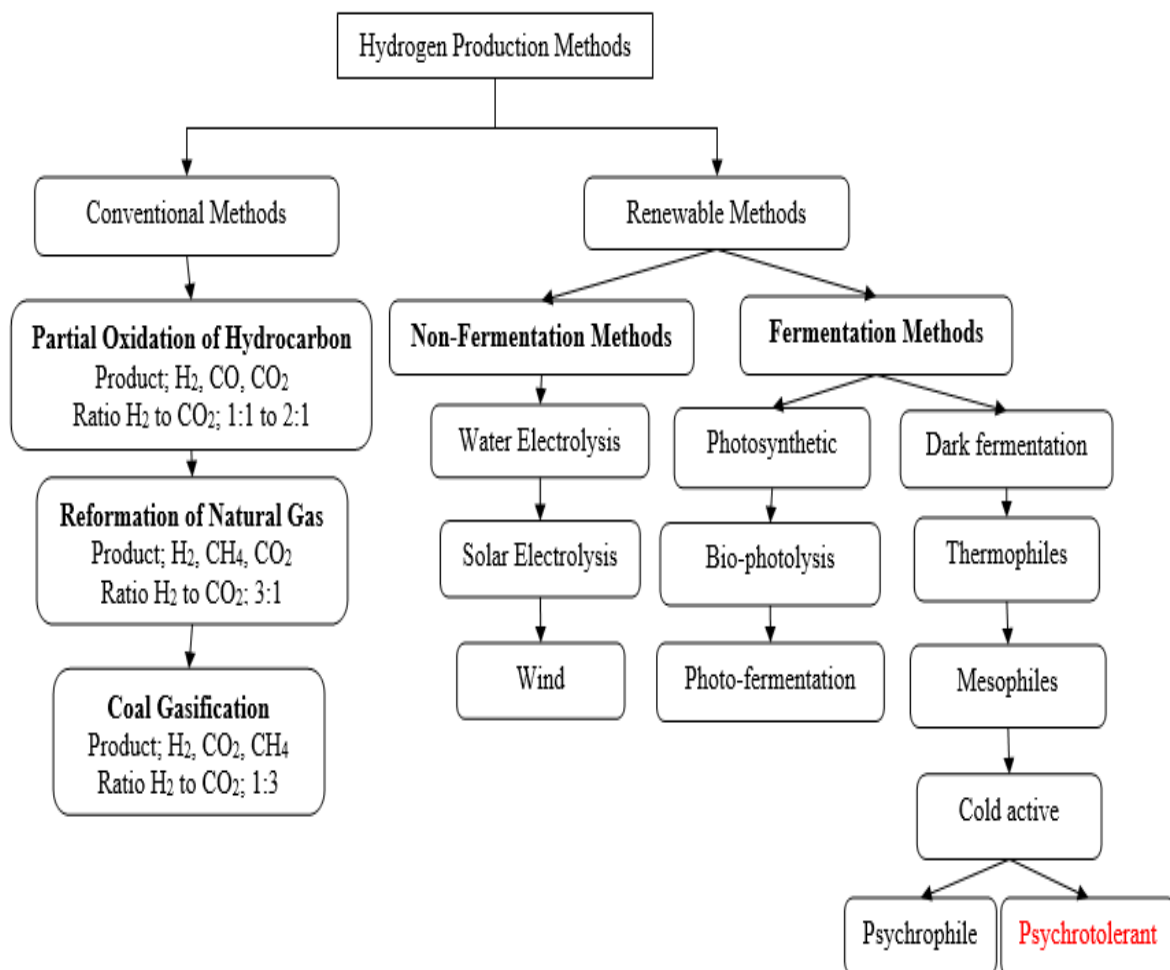 Hydrogen Production Methods
Conventional Methods
Renewable Methods
Partial Oxidation of Hydrocarbon
Product; H₂, CO, CO₂
Ratio H₂ to CO₂; 1:1 to 2:1
Non-Fermentation Methods
Fermentation Methods
Water Electrolysis
Photosynthetic
Dark fermentation
Reformation of Natural Gas
Product; H₂, CH₄, CO₂
Ratio H₂ to CO₂; 3:1
Solar Electrolysis
Bio-photolysis
Thermophiles
Coal Gasification
Product; H₂, CO₂, CH₄
Ratio H₂ to CO₂; 1:3
Wind
Photo-fermentation
Mesophiles
Cold active
Psychrophile
Psychrotolerant